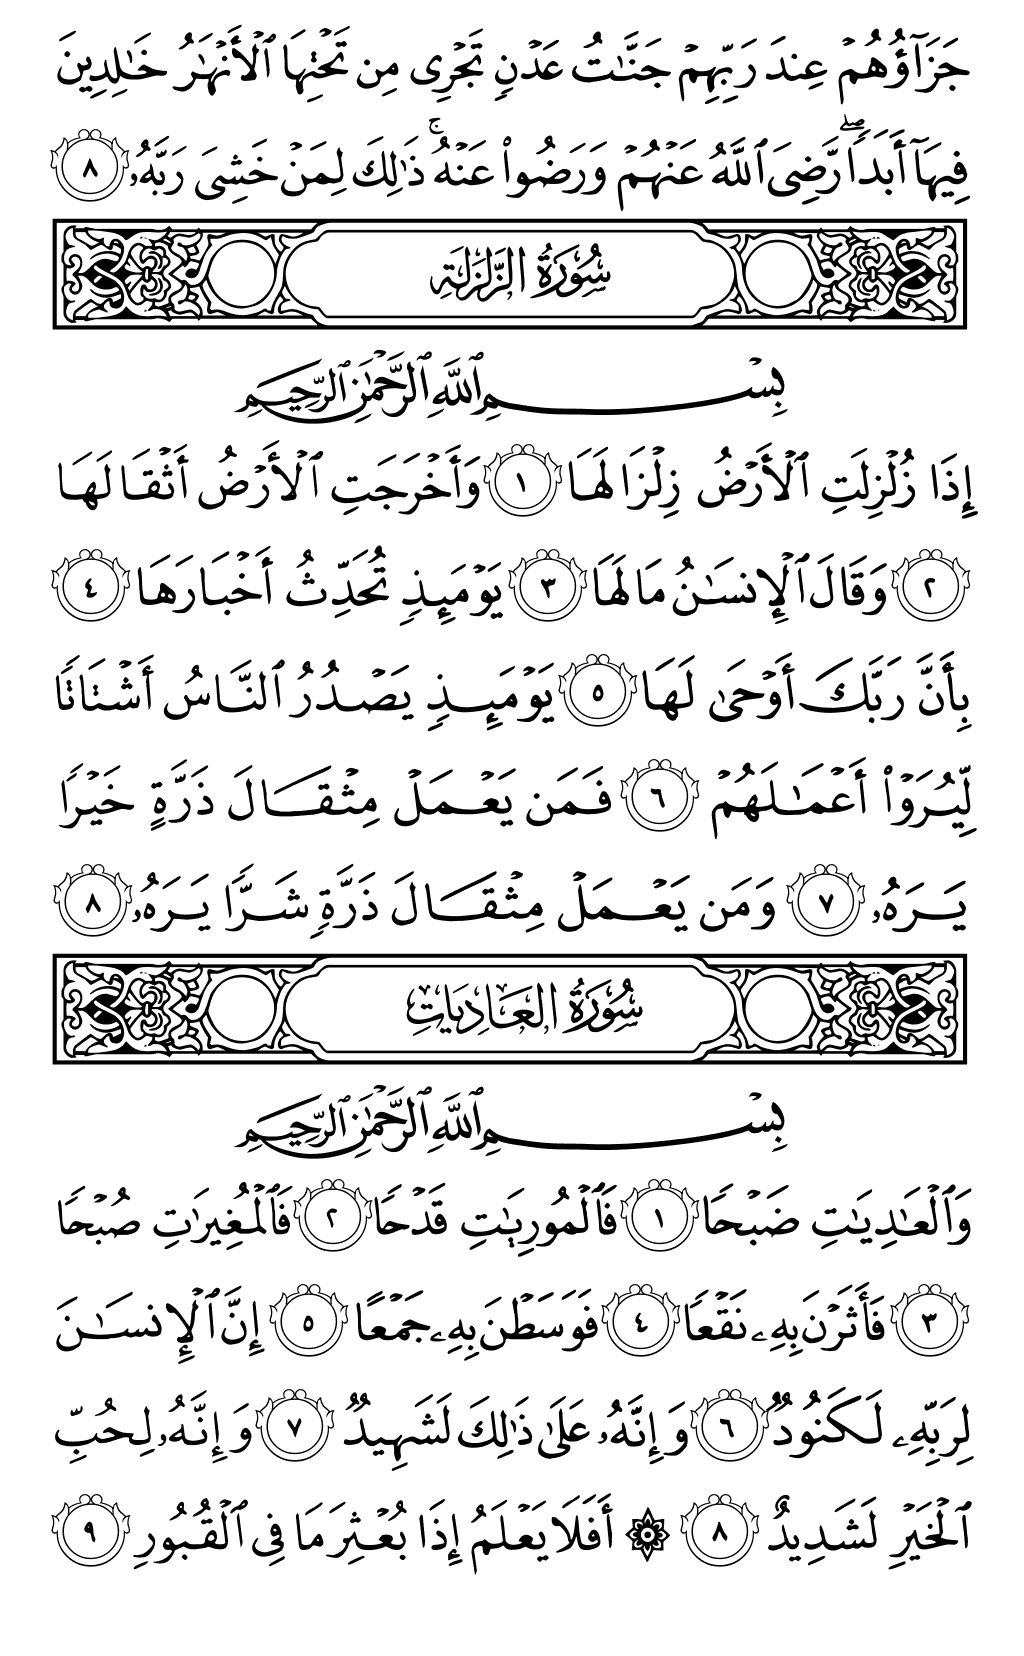 جَزَآؤُهُمْ عِندَ رَبِّهِمْ جَنَّـٰتُ عَدْنٍ تَجْرِى مِن تَحْتِهَا ٱلْأَنْهَـٰرُ خَـٰلِدِينَ
فِيهَآ أَبَدًا ۖ رَّضِىَ ٱللَّهُ عَنْهُمْ وَرَضُوا۟ عَنْهُ ۚ ذَٰلِكَ لِمَنْ خَشِىَ رَبَّهُۥ ٨
سُورَةُ الزَّلْزَلَةِ
بِسْمِ ٱللَّهِ ٱلرَّحْمَـٰنِ ٱلرَّحِيمِ
إِذَا زُلْزِلَتِ ٱلْأَرْضُ زِلْزَالَهَا ١ وَأَخْرَجَتِ ٱلْأَرْضُ أَثْقَالَهَا
٢ وَقَالَ ٱلْإِنسَـٰنُ مَا لَهَا ٣ يَوْمَئِذٍ تُحَدِّثُ أَخْبَارَهَا ٤
بِأَنَّ رَبَّكَ أَوْحَىٰ لَهَا ٥ يَوْمَئِذٍ يَصْدُرُ ٱلنَّاسُ أَشْتَاتًا
لِّيُرَوْا۟ أَعْمَـٰلَهُمْ ٦ فَمَن يَعْمَلْ مِثْقَالَ ذَرَّةٍ خَيْرًا
يَرَهُۥ ٧ وَمَن يَعْمَلْ مِثْقَالَ ذَرَّةٍ شَرًّا يَرَهُۥ ٨
سُورَةُ العَادِيَاتِ
بِسْمِ ٱللَّهِ ٱلرَّحْمَـٰنِ ٱلرَّحِيمِ
وَٱلْعَـٰدِيَـٰتِ ضَبْحًا ١ فَٱلْمُورِيَـٰتِ قَدْحًا ٢ فَٱلْمُغِيرَٰتِ صُبْحًا
٣ فَأَثَرْنَ بِهِۦ نَقْعًا ٤ فَوَسَطْنَ بِهِۦ جَمْعًا ٥ إِنَّ ٱلْإِنسَـٰنَ
لِرَبِّهِۦ لَكَنُودٌ ٦ وَإِنَّهُۥ عَلَىٰ ذَٰلِكَ لَشَهِيدٌ ٧ وَإِنَّهُۥ لِحُبِّ
ٱلْخَيْرِ لَشَدِيدٌ ٨ ۞ أَفَلَا يَعْلَمُ إِذَا بُعْثِرَ مَا فِى ٱلْقُبُورِ ٩